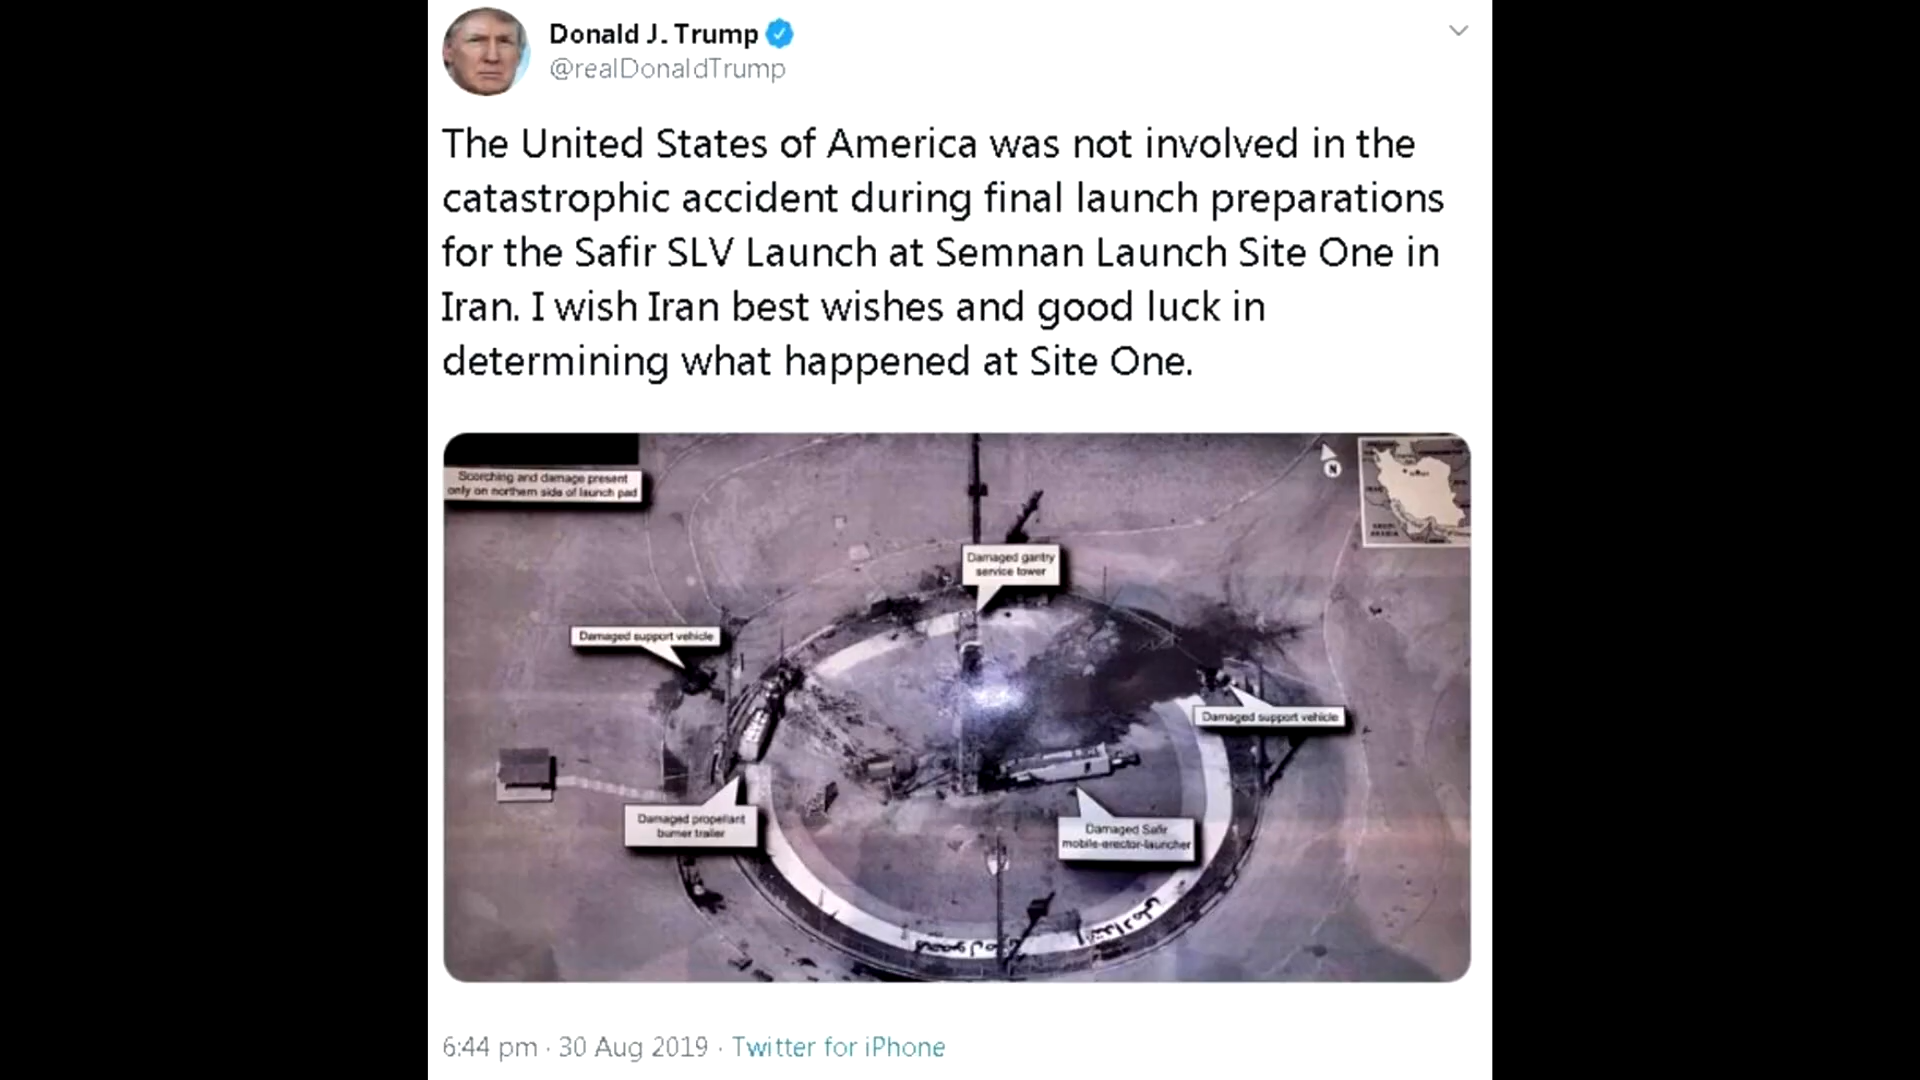 Donald J. Trump
@realDonaldTrump
The United States of America was not involved in the
catastrophic accident during final launch preparations
for the Safir SLV Launch at Semnan Launch Site One in
Iran. I wish Iran best wishes and good luck in
determining what happened at Site One.
Scorching and damage present
only on northern side of launch pad
N
Damaged gantry
service tower
Damaged support vehicle
Damaged support vehicle
Damaged propellant
burner trailer
Damaged Safir
mobile-erector-launcher
6:44 pm · 30 Aug 2019 · Twitter for iPhone